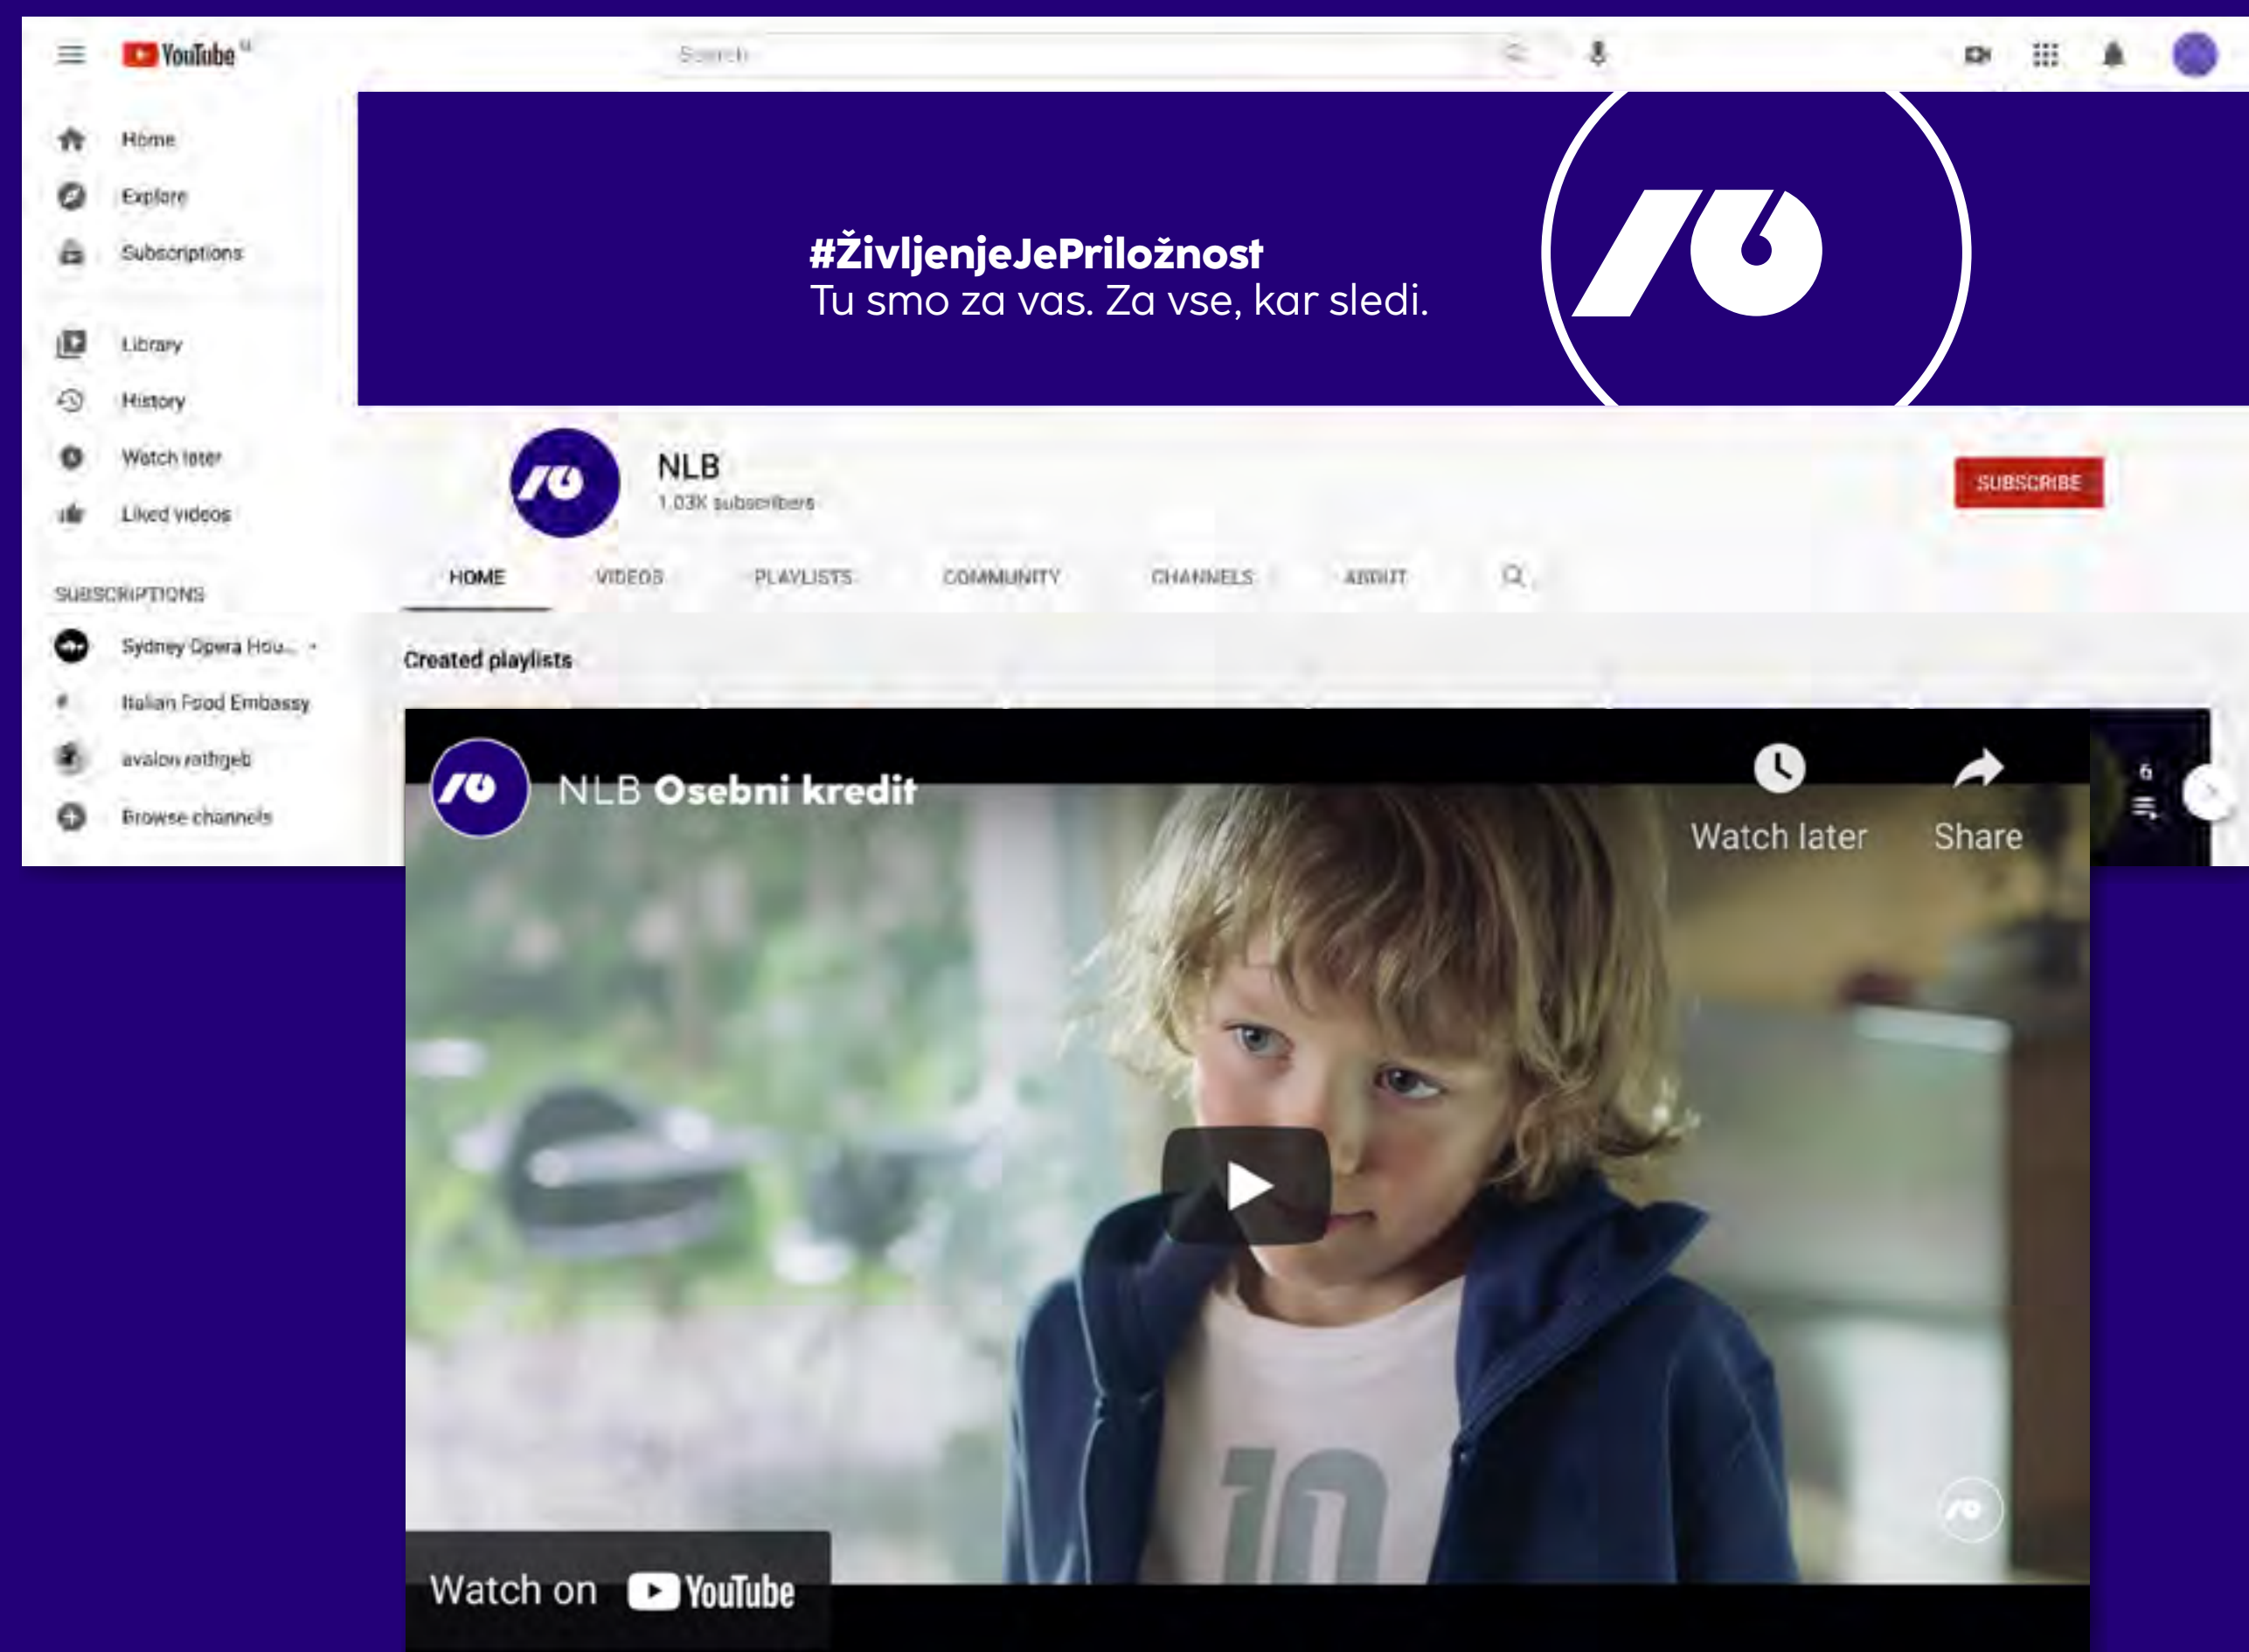 YouTube
Search
Home
Explore
Subscriptions
Library
History
Watch later
Liked videos
SUBSCRIPTIONS
Sydney Opera Hou...
Italian Food Embassy
avalon rathgeb
Browse channels
#ŽivljenjeJePriložnost
Tu smo za vas. Za vse, kar sledi.
NLB
1.03K subscribers
SUBSCRIBE
HOME VIDEOS PLAYLISTS COMMUNITY CHANNELS ABOUT
Created playlists
NLB Osebni kredit
Watch later Share
6
10
Watch on YouTube